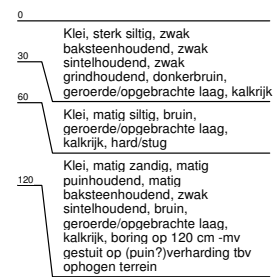 0
Klei, sterk siltig, zwak
baksteenhoudend, zwak
sintelhoudend, zwak
grindhoudend, donkerbruin,
geroerde/opgebrachte laag, kalkrijk
30
Klei, matig siltig, bruin,
geroerde/opgebrachte laag,
kalkrijk, hard/stug
60
Klei, matig zandig, matig
puinhoudend, matig
baksteenhoudend, zwak
sintelhoudend, bruin,
geroerde/opgebrachte laag,
kalkrijk, boring op 120 cm -mv
gestuit op (puin?)verharding tbv
ophogen terrein
120